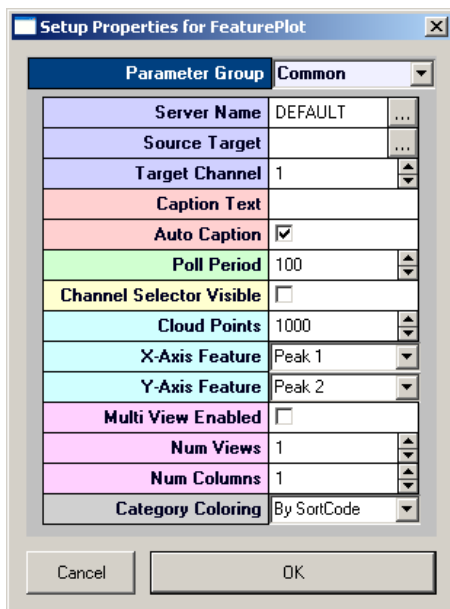 Setup Properties for FeaturePlot
Parameter Group Common
Server Name DEFAULT ...
Source Target ...
Target Channel 1
Caption Text
Auto Caption
Poll Period 100
Channel Selector Visible
Cloud Points 1000
X-Axis Feature Peak 1
Y-Axis Feature Peak 2
Multi View Enabled
Num Views 1
Num Columns 1
Category Coloring By SortCode
Cancel OK